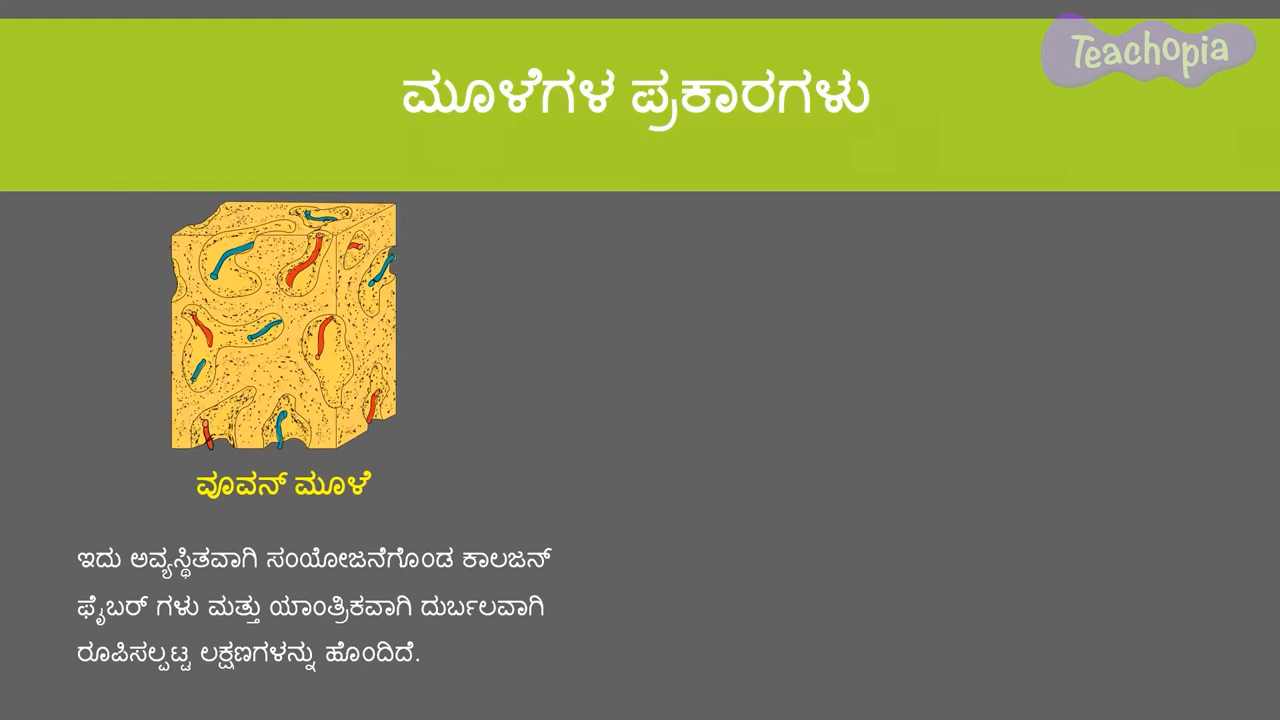 Teachopia
ಮೂಳೆಗಳ ಪ್ರಕಾರಗಳು
ವೂವನ್ ಮೂಳೆ
ಇದು ಅವ್ಯಸ್ಥಿತವಾಗಿ ಸಂಯೋಜನೆಗೊಂಡ ಕಾಲಜನ್
ಫೈಬರ್ ಗಳು ಮತ್ತು ಯಾಂತ್ರಿಕವಾಗಿ ದುರ್ಬಲವಾಗಿ
ರೂಪಿಸಲ್ಪಟ್ಟ ಲಕ್ಷಣಗಳನ್ನು ಹೊಂದಿದೆ.